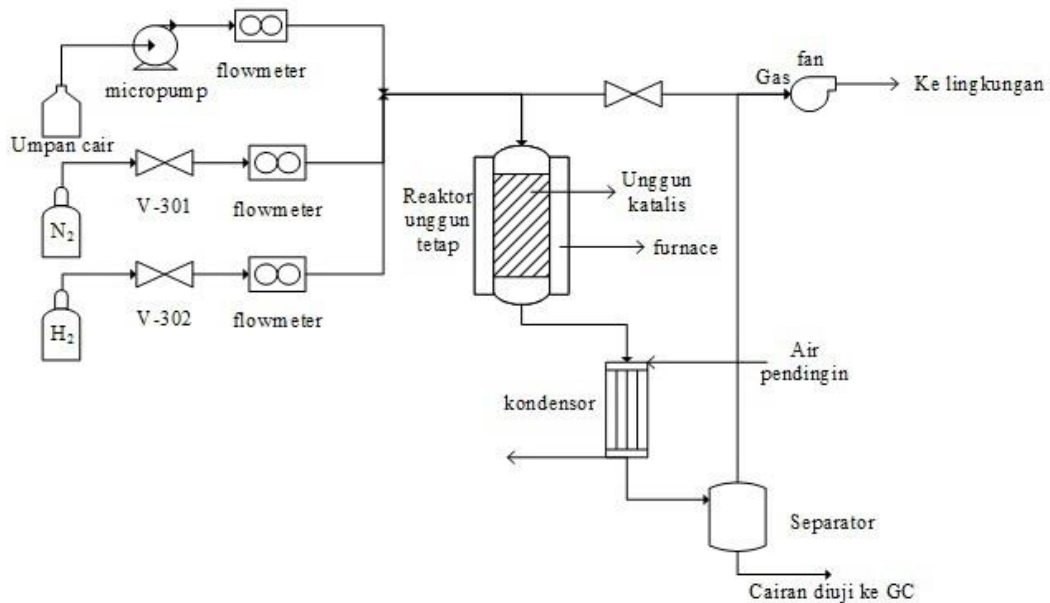 flowmeter
micropump
Umpan cair
fan
Gas
Ke lingkungan
V-301
flowmeter
N2
V-302
flowmeter
H2
Reaktor
unggun
tetap
Unggun
katalis
furnace
Air
pendingin
kondensor
Separator
Cairan diuji ke GC